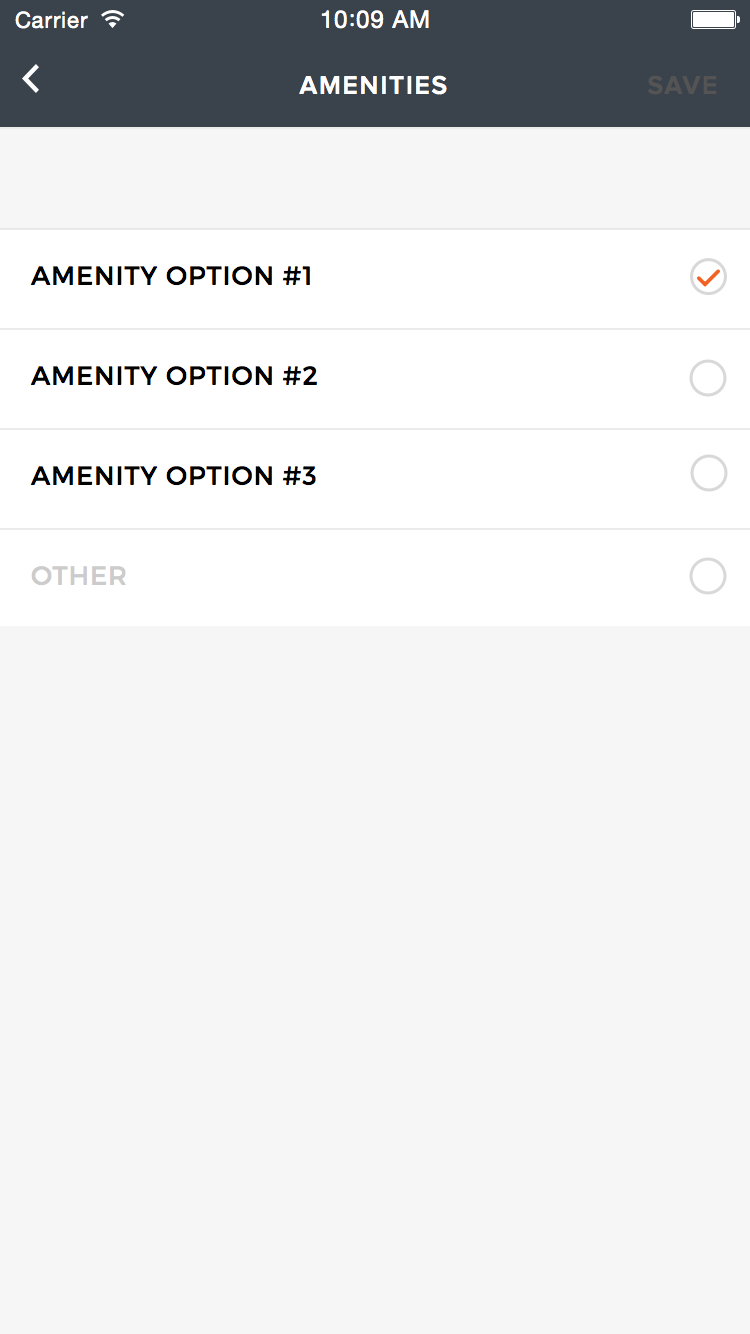 Carrier 10:09 AM
AMENITIES SAVE
AMENITY OPTION #1
AMENITY OPTION #2
AMENITY OPTION #3
OTHER